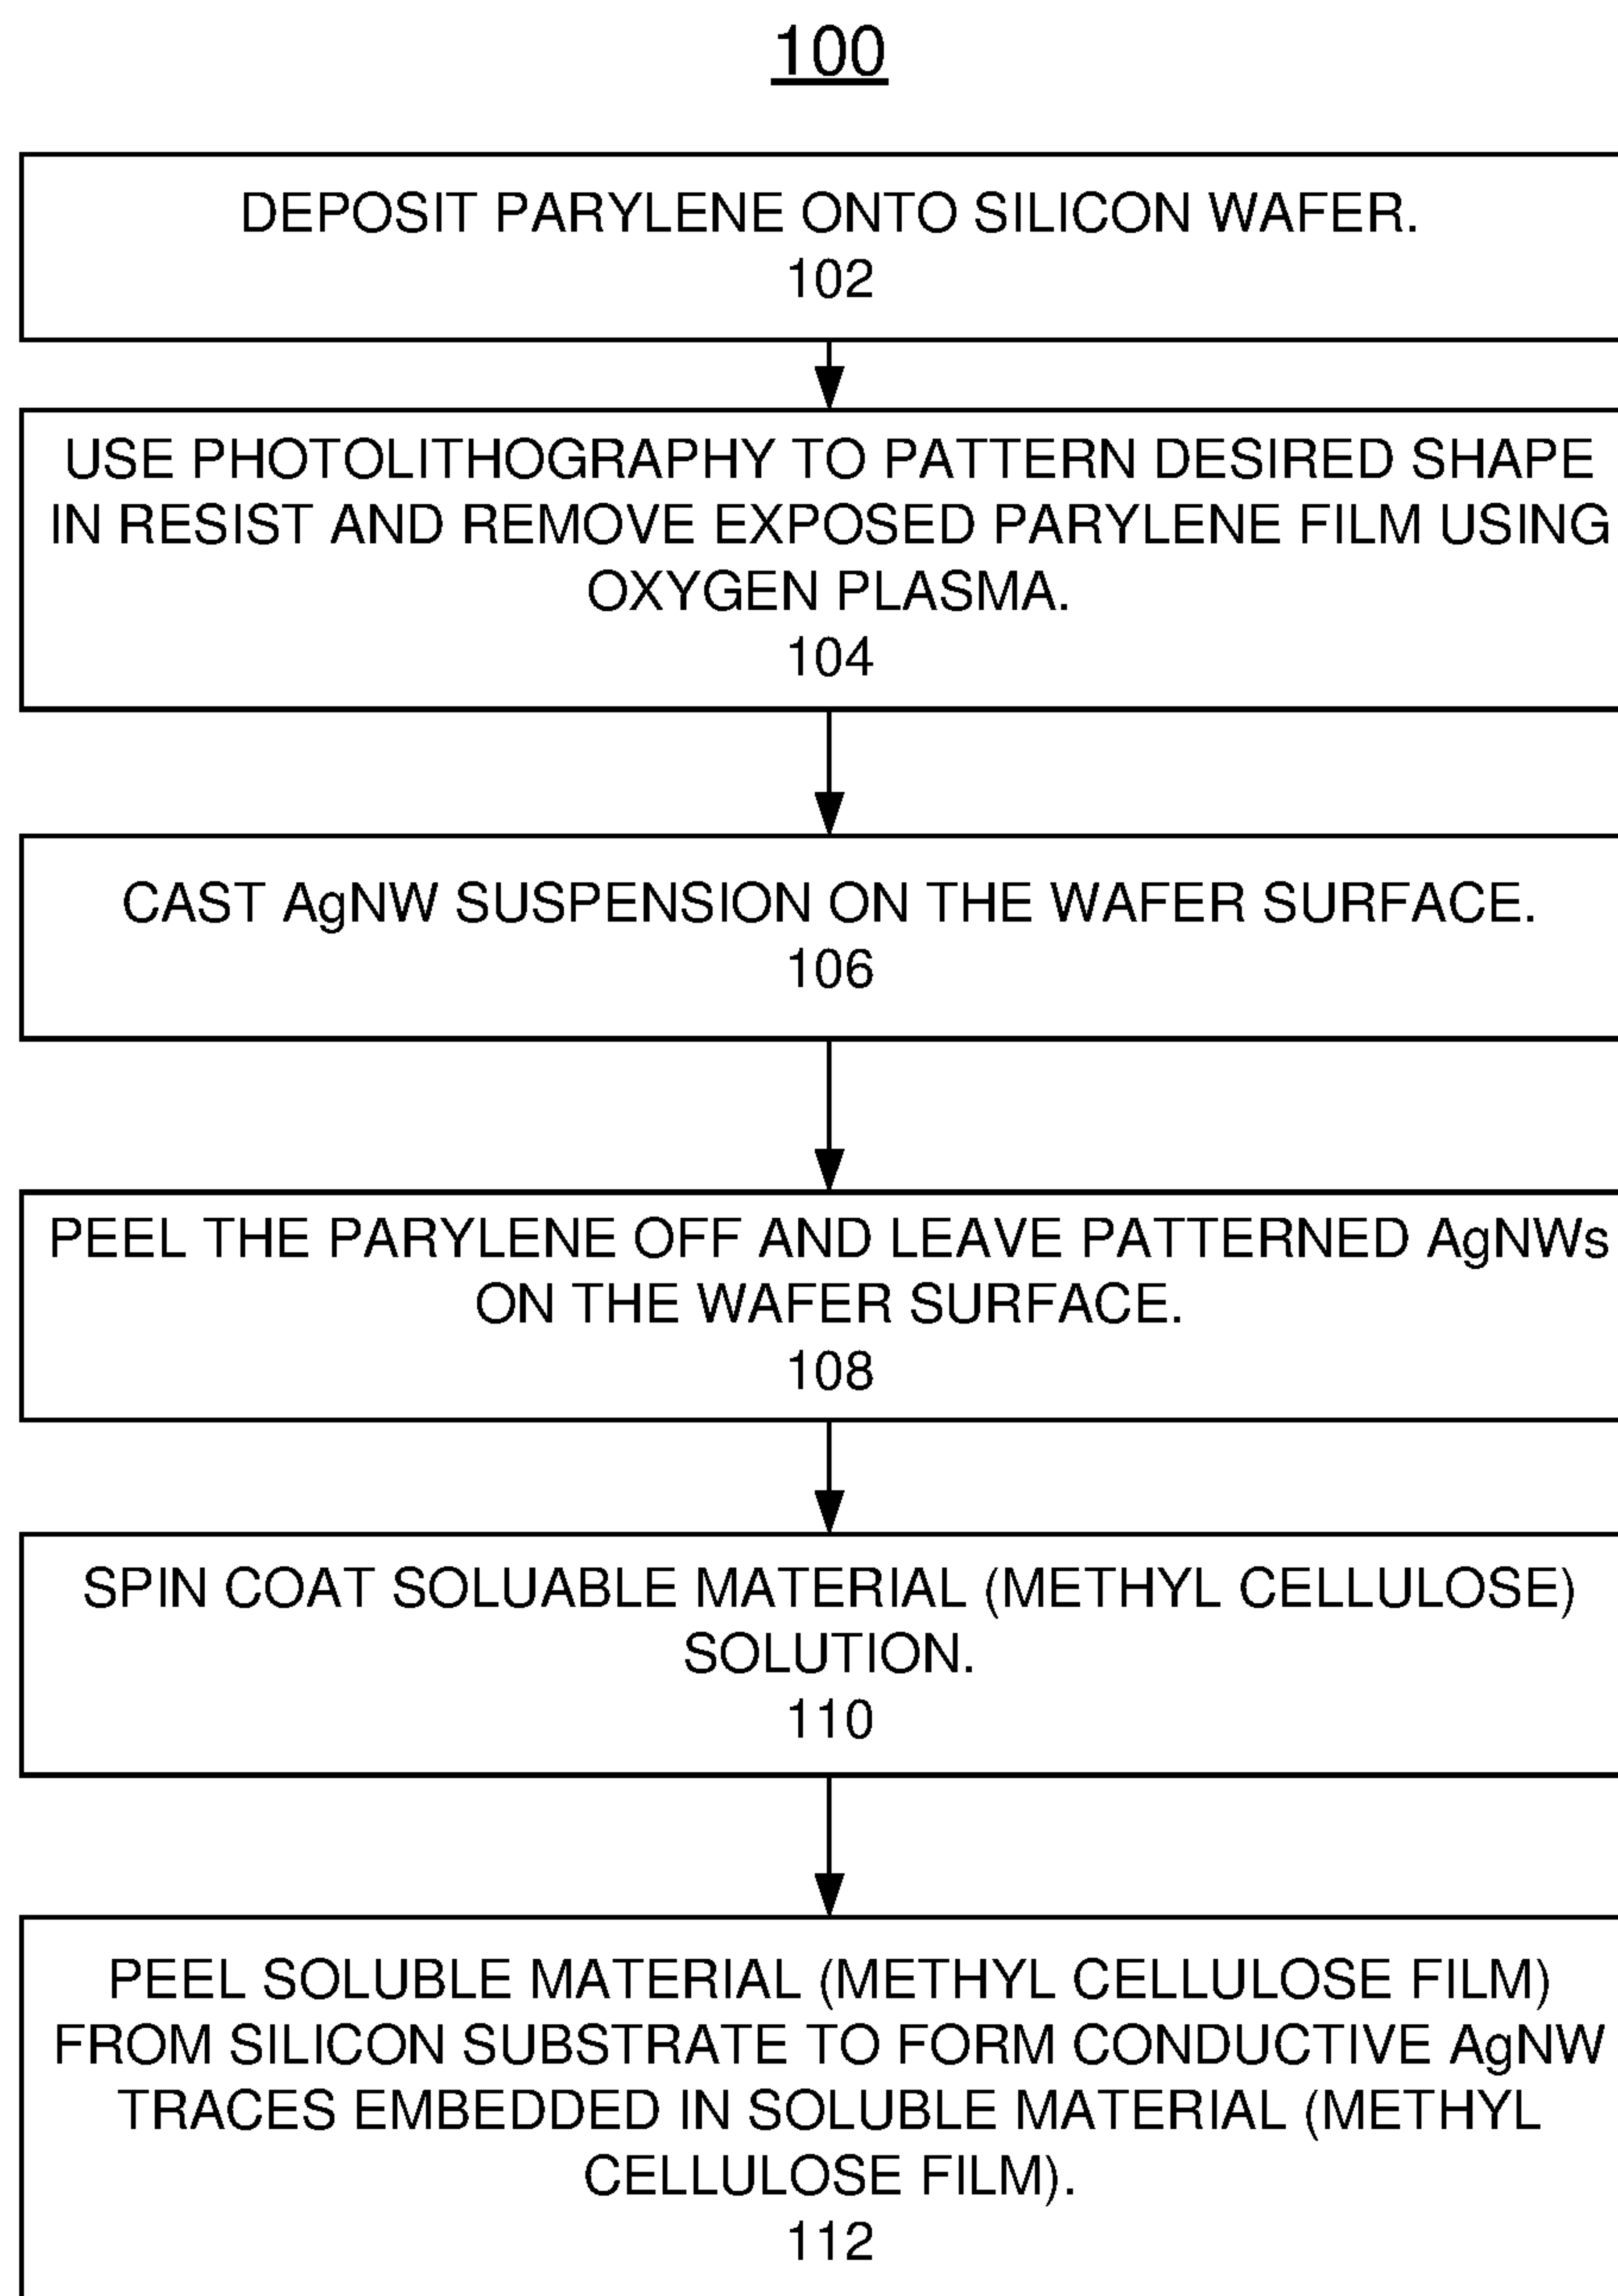 100
DEPOSIT PARYLENE ONTO SILICON WAFER.
102
USE PHOTOLITHOGRAPHY TO PATTERN DESIRED SHAPE
IN RESIST AND REMOVE EXPOSED PARYLENE FILM USING
OXYGEN PLASMA.
104
CAST AgNW SUSPENSION ON THE WAFER SURFACE.
106
PEEL THE PARYLENE OFF AND LEAVE PATTERNED AgNWs
ON THE WAFER SURFACE.
108
SPIN COAT SOLUABLE MATERIAL (METHYL CELLULOSE)
SOLUTION.
110
PEEL SOLUBLE MATERIAL (METHYL CELLULOSE FILM)
FROM SILICON SUBSTRATE TO FORM CONDUCTIVE AgNW
TRACES EMBEDDED IN SOLUBLE MATERIAL (METHYL
CELLULOSE FILM).
112